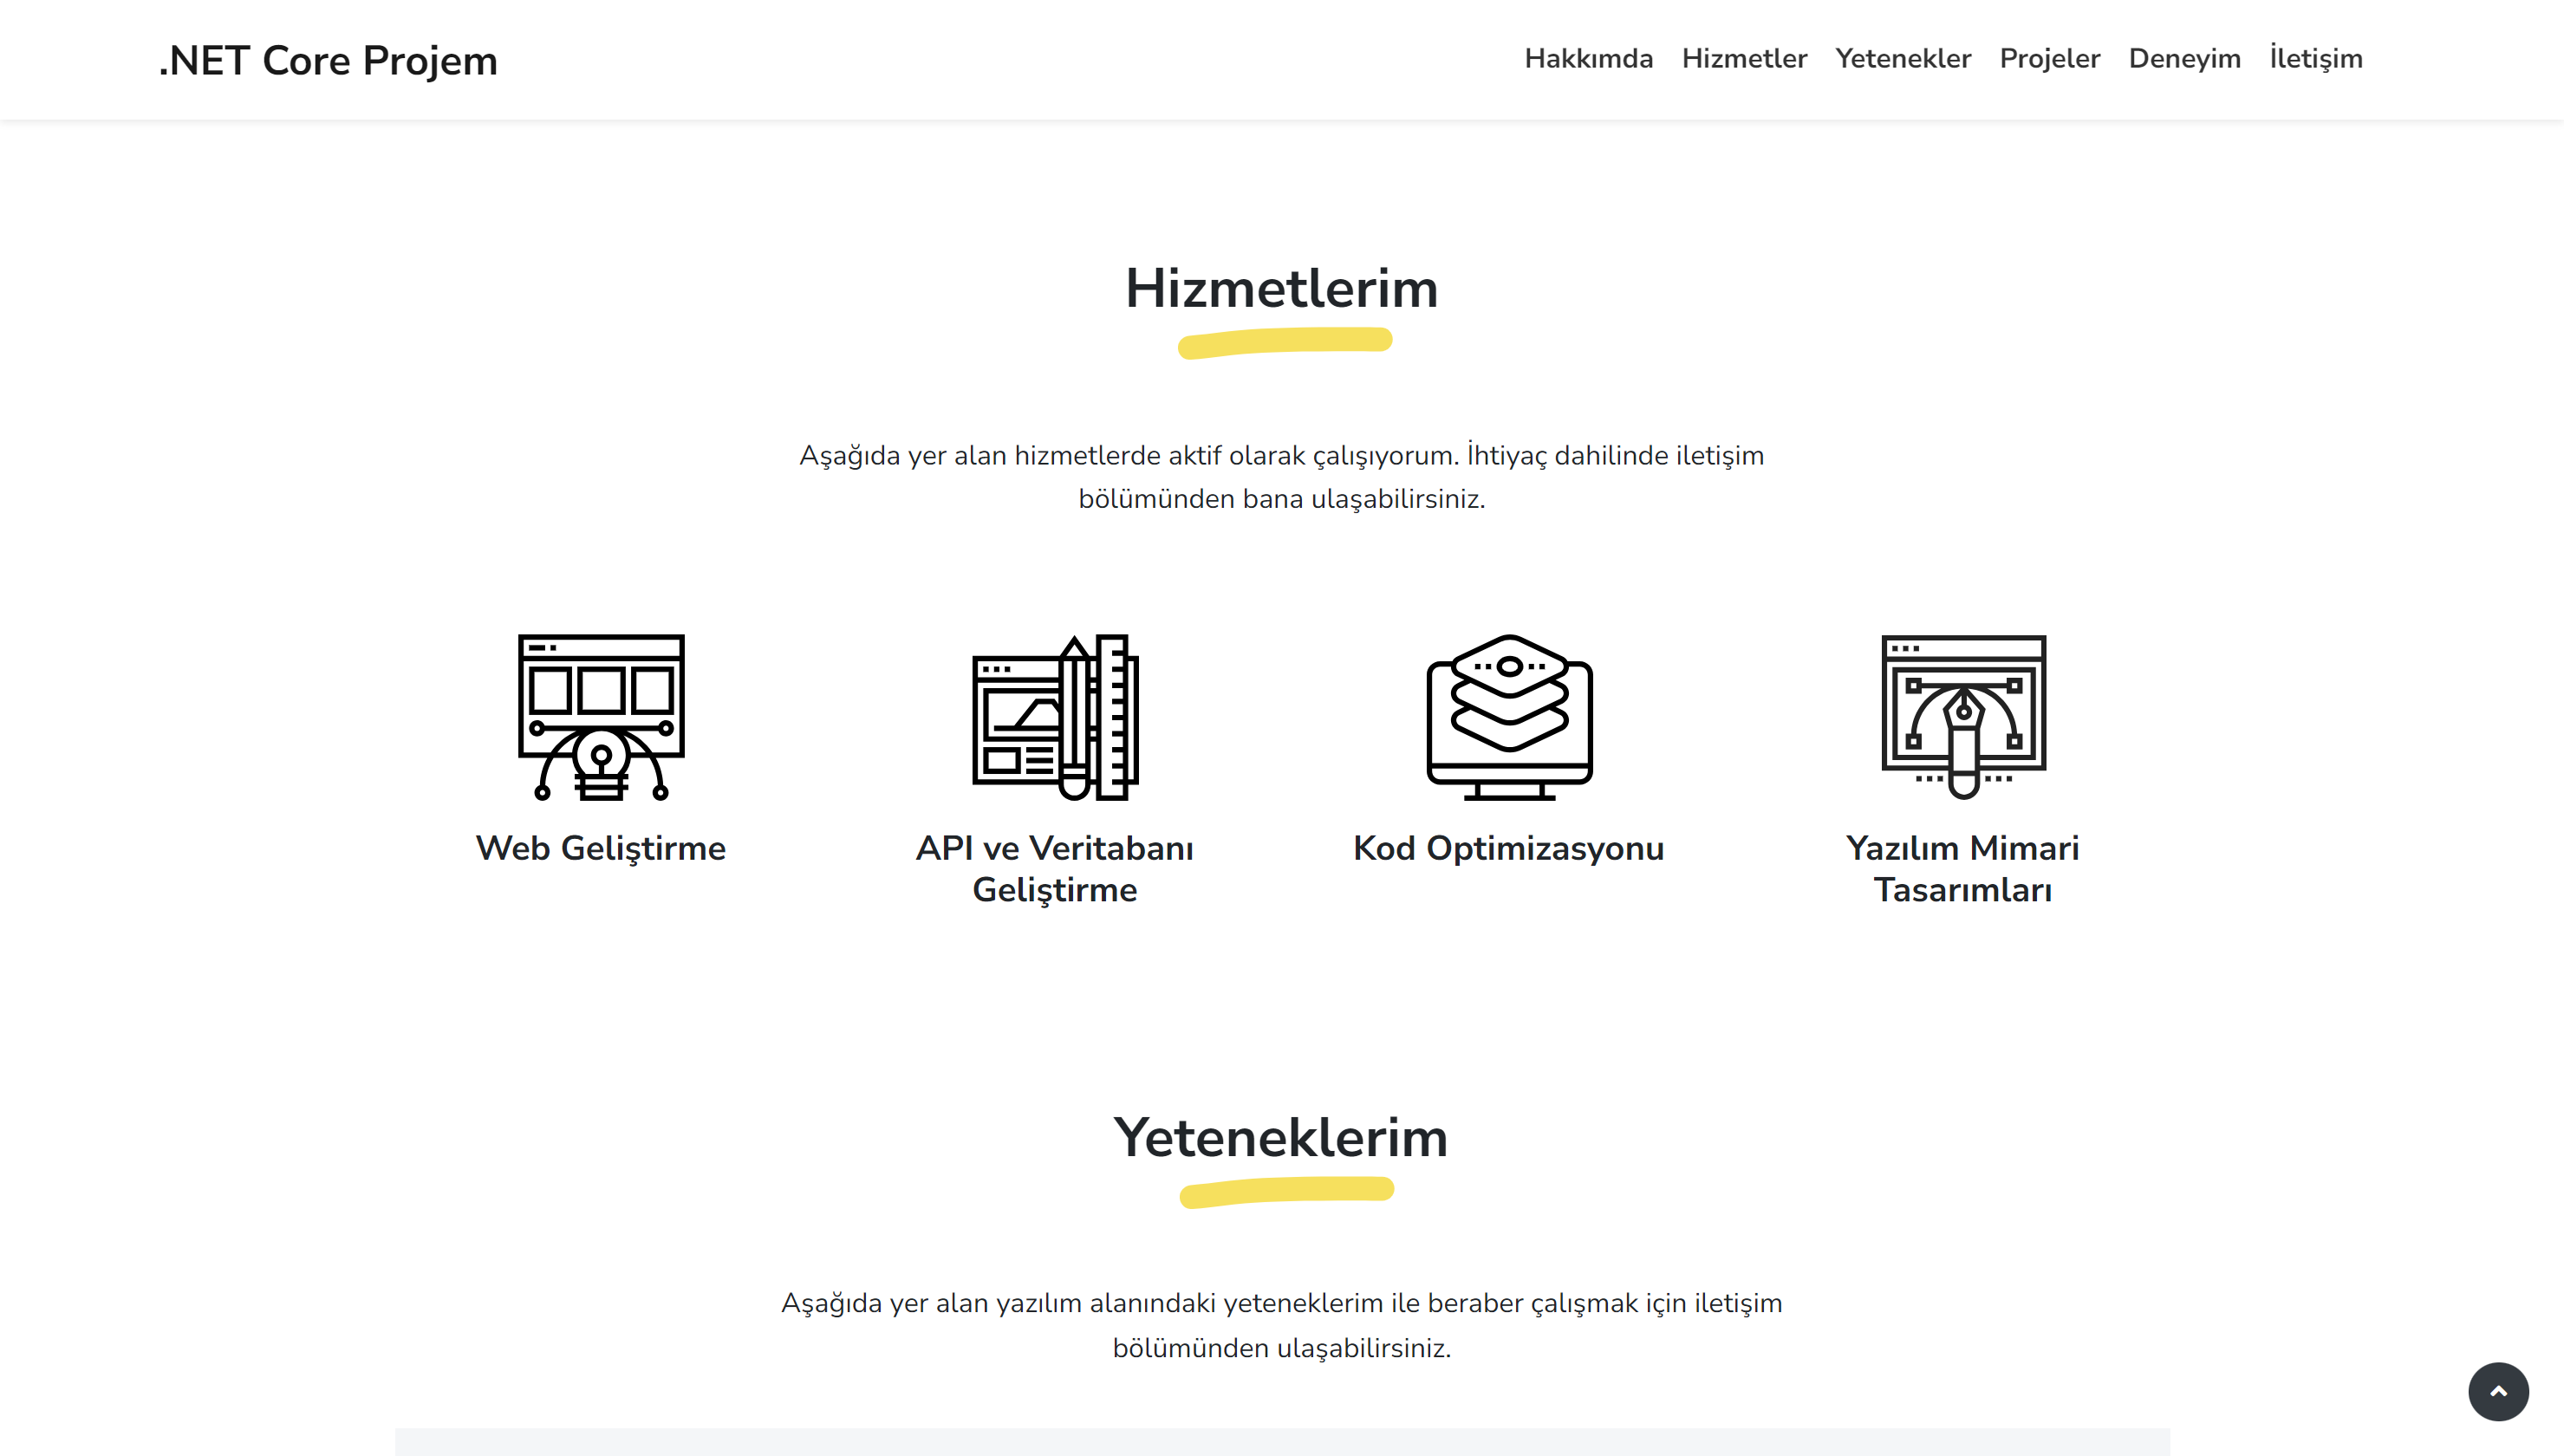 .NET Core Projem
Hakkımda Hizmetler Yetenekler Projeler Deneyim İletişim
Hizmetlerim
Aşağıda yer alan hizmetlerde aktif olarak çalışıyorum. İhtiyaç dahilinde iletişim
bölümünden bana ulaşabilirsiniz.
Web Geliştirme
API ve Veritabanı
Geliştirme
Kod Optimizasyonu
Yazılım Mimari
Tasarımları
Yeteneklerim
Aşağıda yer alan yazılım alanındaki yeteneklerim ile beraber çalışmak için iletişim
bölümünden ulaşabilirsiniz.